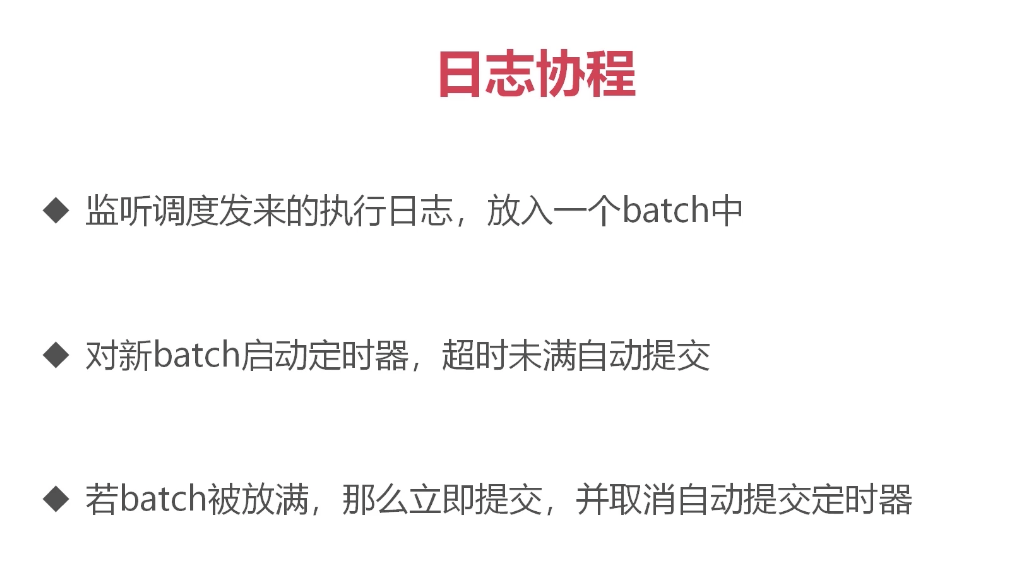 日志协程
◆ 监听调度发来的执行日志，放入一个batch中
◆ 对新batch启动定时器，超时未满自动提交
◆ 若batch被放满，那么立即提交，并取消自动提交定时器